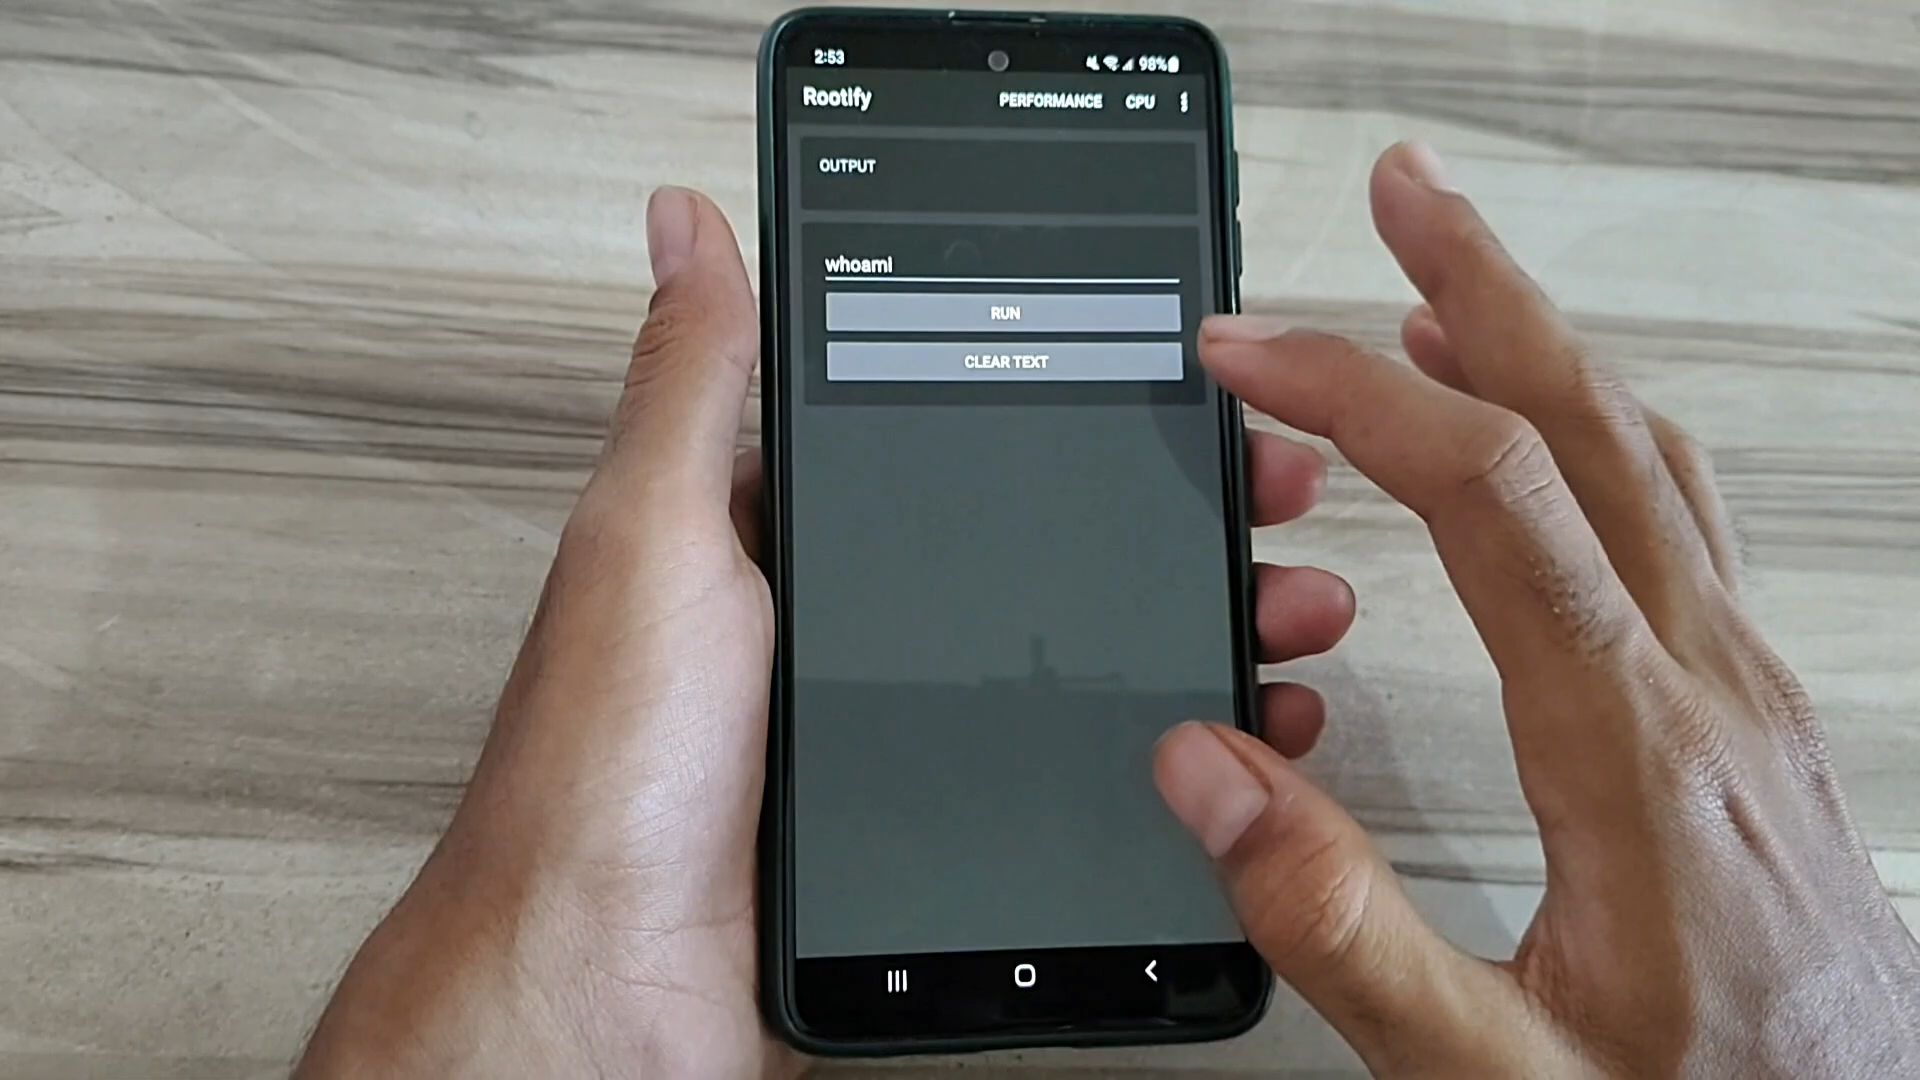 2:53 98%
Rootify PERFORMANCE CPU
OUTPUT
whoami
RUN
CLEAR TEXT